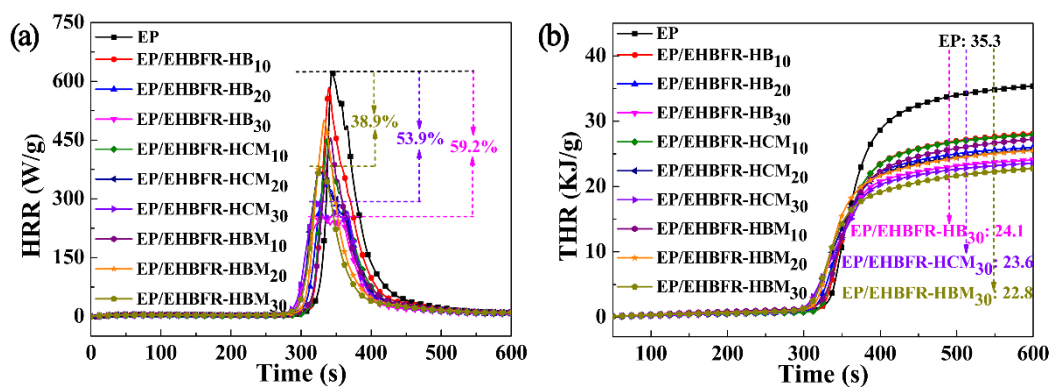 (a)
HRR (W/g)
750
600
450
300
150
0
EP
EP/EHBFR-HB₁₀
EP/EHBFR-HB₂₀
EP/EHBFR-HB₃₀
EP/EHBFR-HCM₁₀
EP/EHBFR-HCM₂₀
EP/EHBFR-HCM₃₀
EP/EHBFR-HBM₁₀
EP/EHBFR-HBM₂₀
EP/EHBFR-HBM₃₀
38.9%
53.9%
59.2%
0 100 200 300 400 500 600
Time (s)
(b)
THR (KJ/g)
40
30
20
10
0
EP
EP/EHBFR-HB₁₀
EP/EHBFR-HB₂₀
EP/EHBFR-HB₃₀
EP/EHBFR-HCM₁₀
EP/EHBFR-HCM₂₀
EP/EHBFR-HCM₃₀
EP/EHBFR-HBM₁₀
EP/EHBFR-HBM₂₀
EP/EHBFR-HBM₃₀
EP: 35.3
EP/EHBFR-HB₃₀: 24.1
EP/EHBFR-HCM₃₀: 23.6
EP/EHBFR-HBM₃₀: 22.8
100 200 300 400 500 600
Time (s)